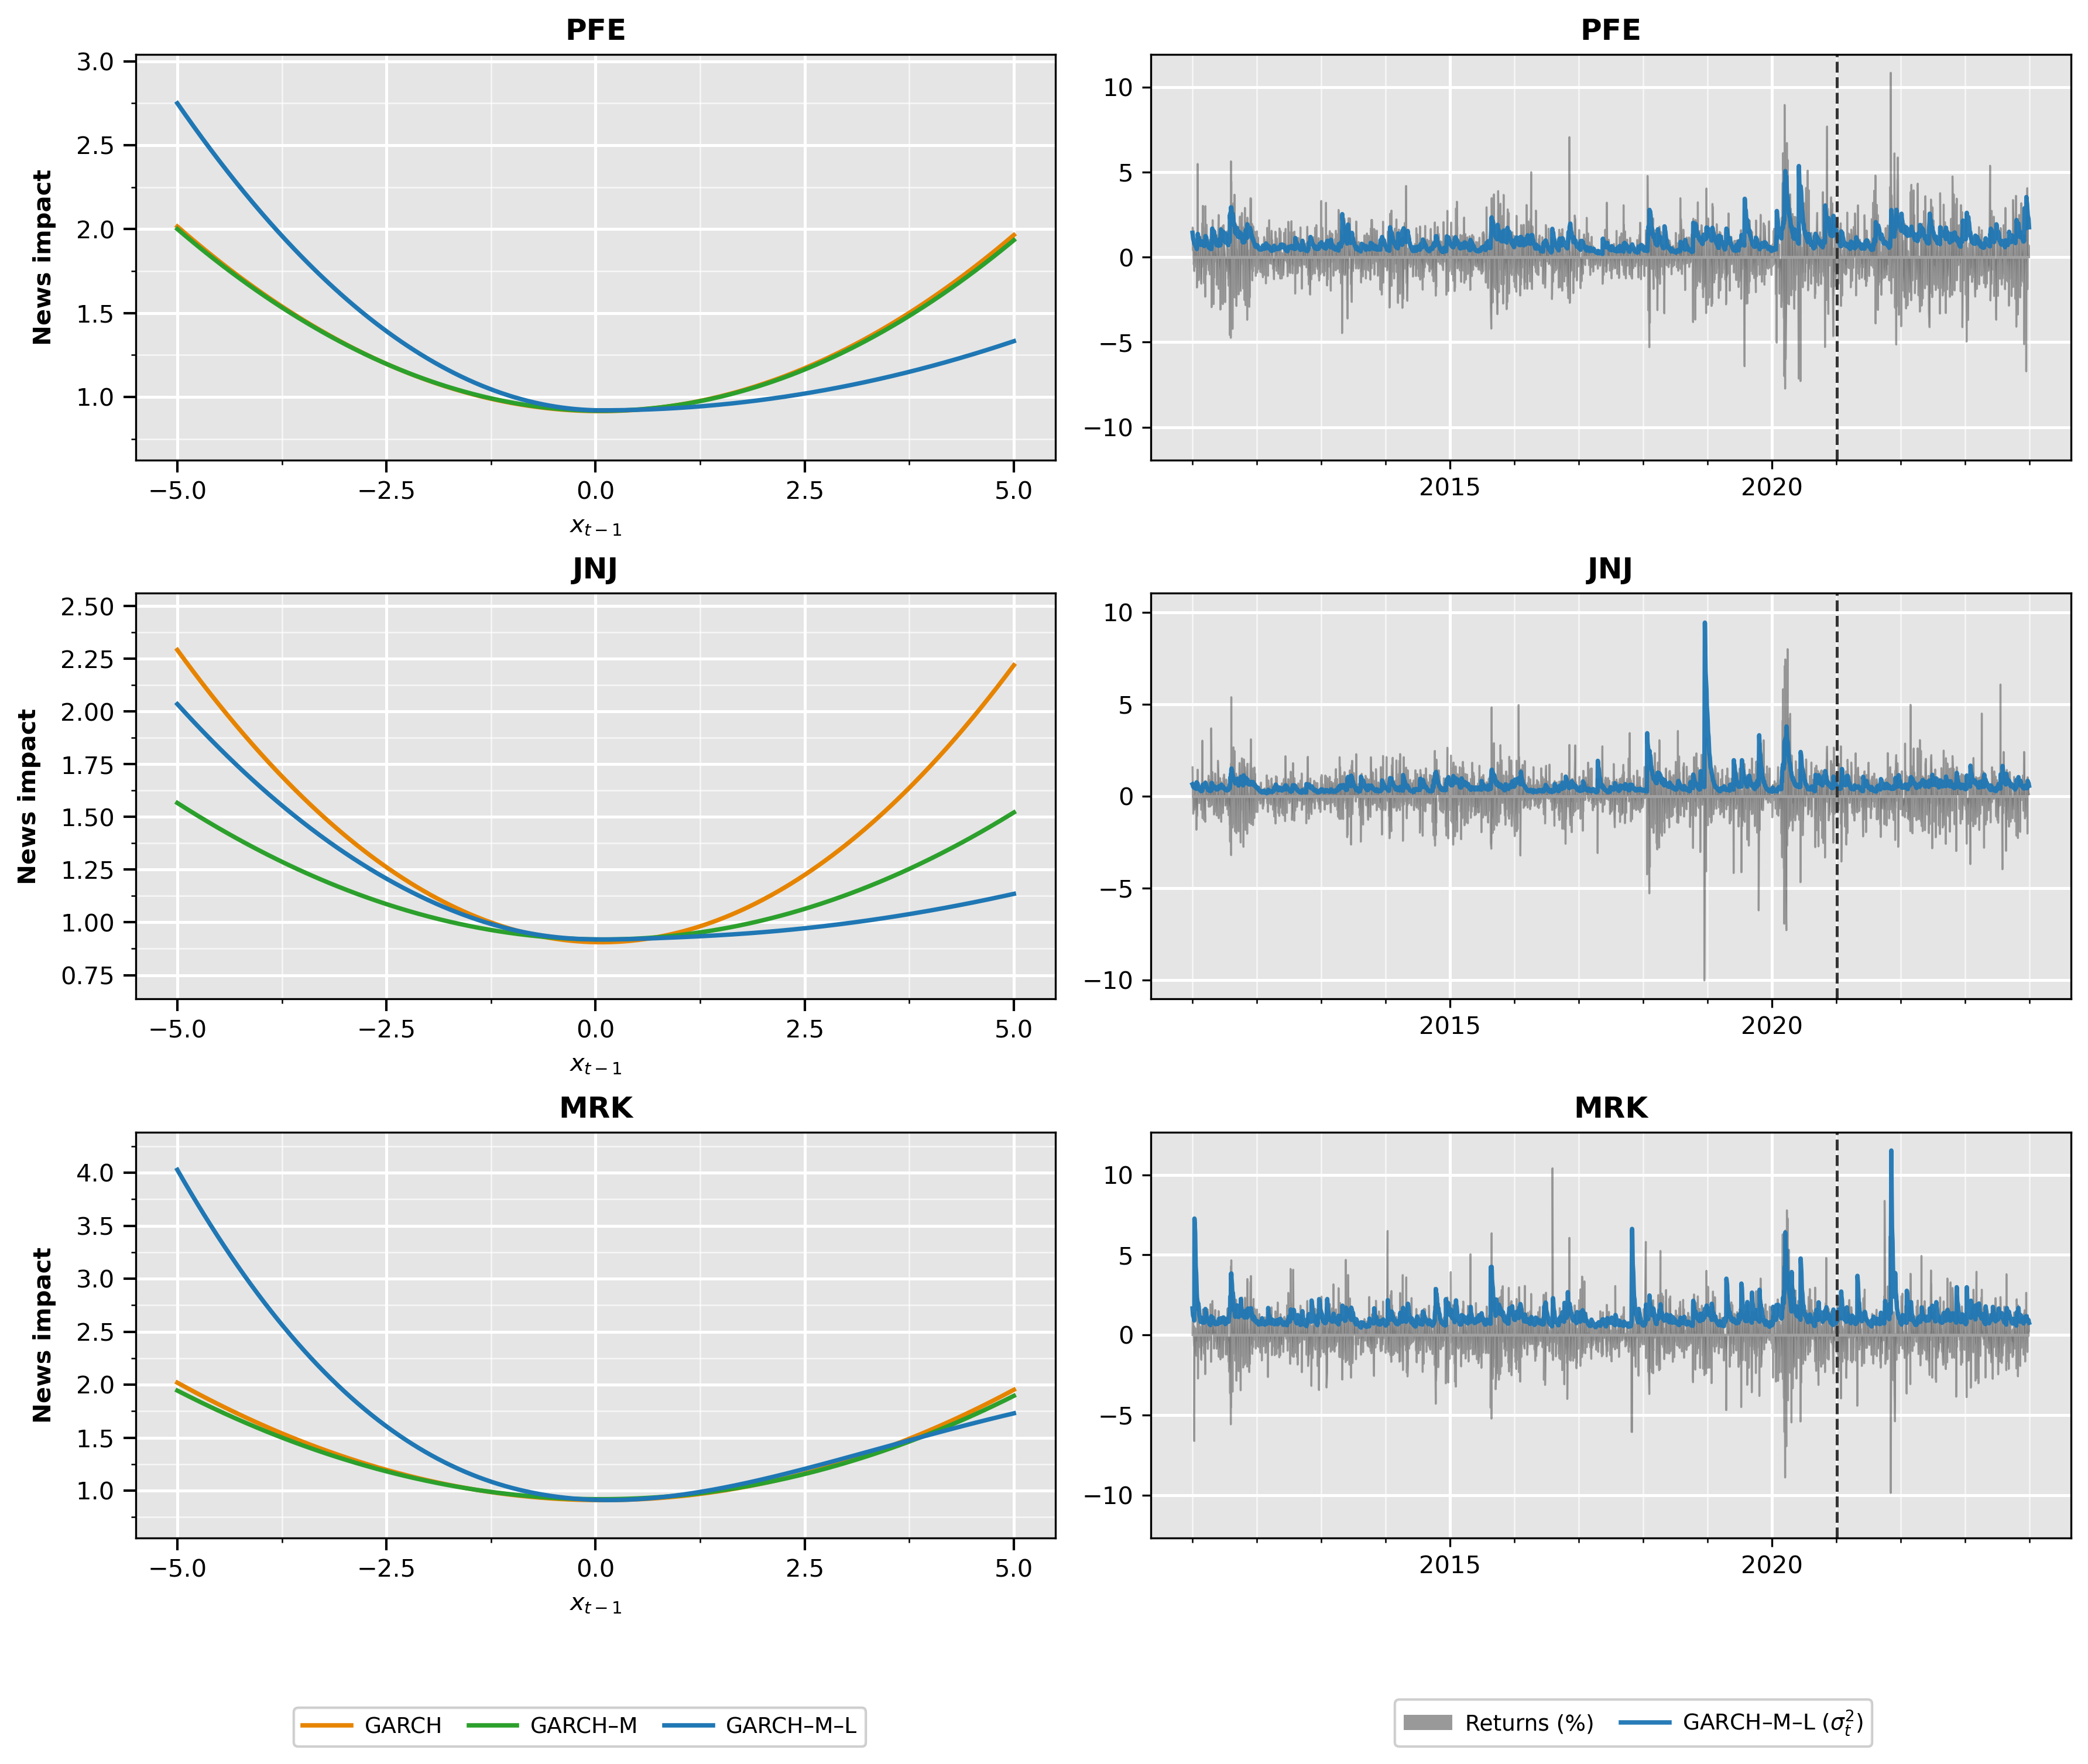 PFE
3.0
2.5
2.0
1.5
1.0
News impact
−5.0 −2.5 0.0 2.5 5.0
x_{t−1}
PFE
10
5
0
−5
−10
2015 2020
JNJ
2.50
2.25
2.00
1.75
1.50
1.25
1.00
0.75
News impact
−5.0 −2.5 0.0 2.5 5.0
x_{t−1}
JNJ
10
5
0
−5
−10
2015 2020
MRK
4.0
3.5
3.0
2.5
2.0
1.5
1.0
News impact
−5.0 −2.5 0.0 2.5 5.0
x_{t−1}
MRK
10
5
0
−5
−10
2015 2020
GARCH GARCH–M GARCH–M–L
Returns (%) GARCH–M–L (σ_t^2)